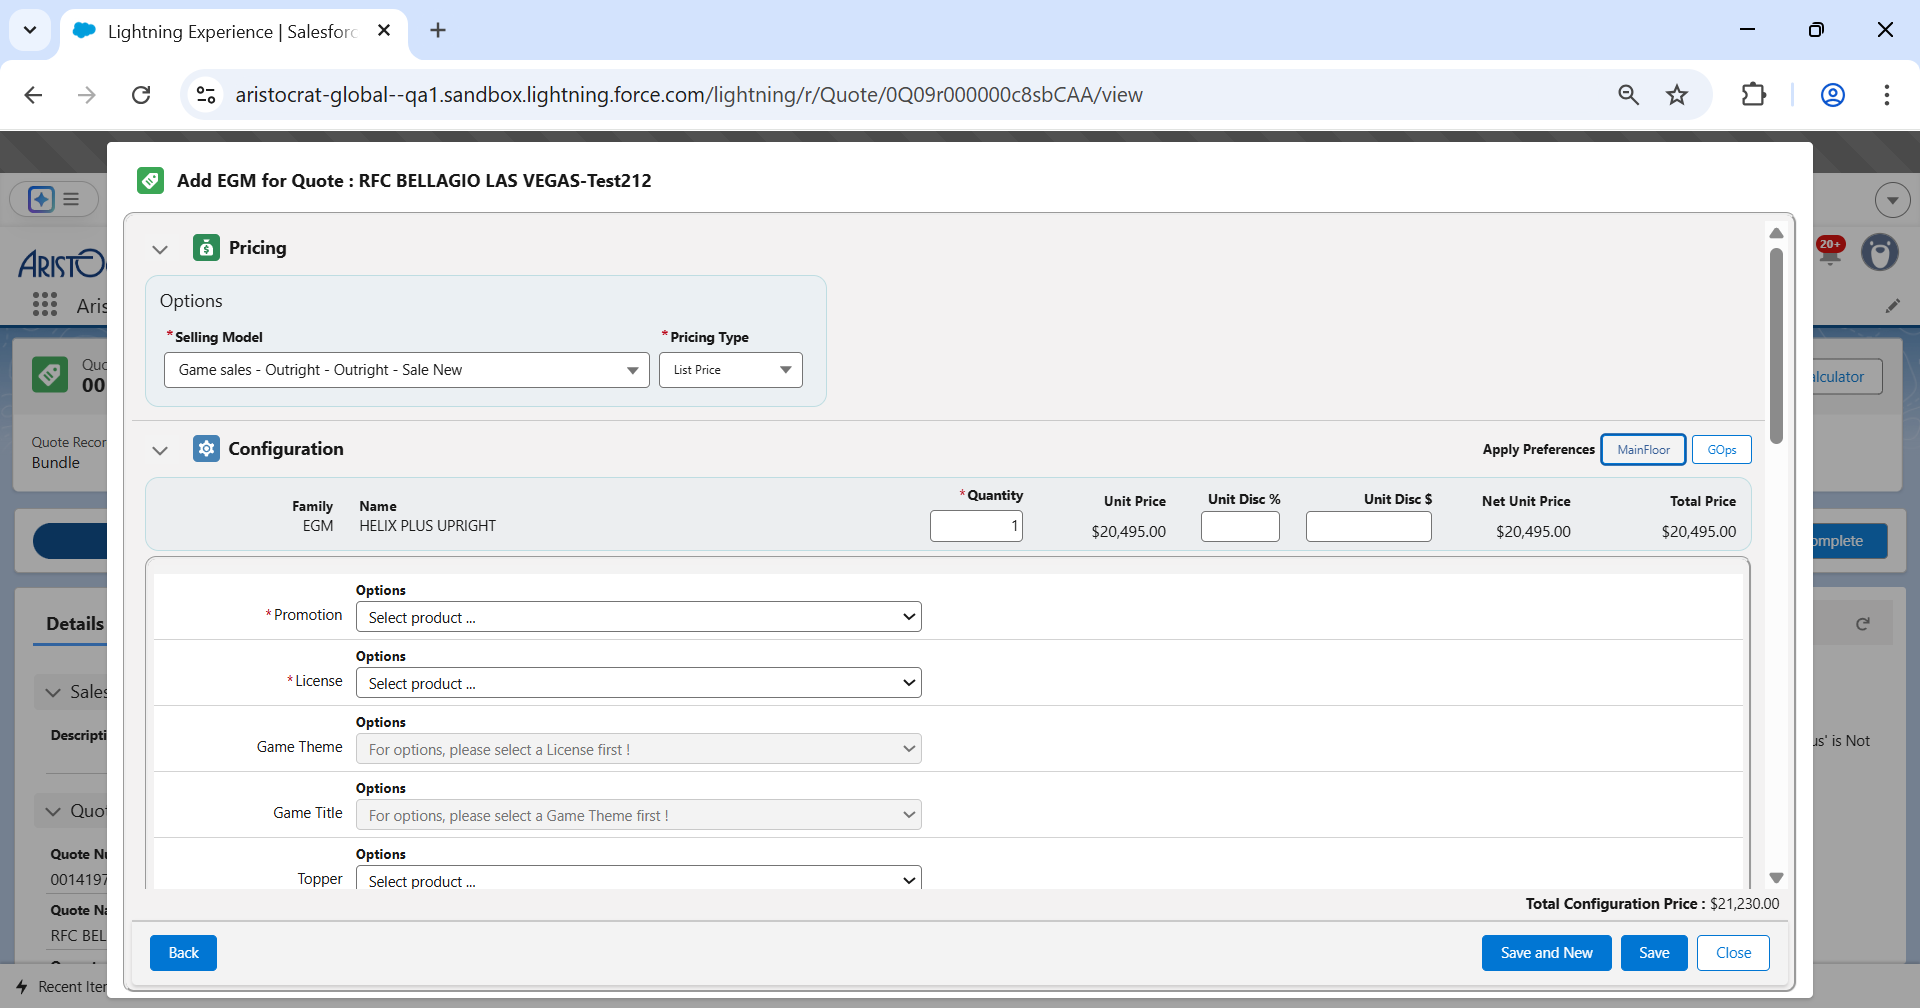 Lightning Experience | Salesforc
aristocrat-global--qa1.sandbox.lightning.force.com/lightning/r/Quote/0Q09r000000c8sbCAA/view
Add EGM for Quote : RFC BELLAGIO LAS VEGAS-Test212
Pricing
Options
*Selling Model
*Pricing Type
Game sales - Outright - Outright - Sale New
List Price
Configuration
Apply Preferences
MainFloor
GOps
Family
EGM
Name
HELIX PLUS UPRIGHT
*Quantity
1
Unit Price
$20,495.00
Unit Disc %
Unit Disc $
Net Unit Price
$20,495.00
Total Price
$20,495.00
Options
*Promotion
Select product ...
Options
*License
Select product ...
Options
Game Theme
For options, please select a License first !
Options
Game Title
For options, please select a Game Theme first !
Options
Topper
Select product ...
Total Configuration Price : $21,230.00
Back
Save and New
Save
Close
ARISTOC
Aris
20+
Quo
00
alculator
Quote Recor
Bundle
omplete
Details
Sales
Descripti
us' is Not
Quot
Quote Nu
0014197
Quote Na
RFC BEL
Recent Iter